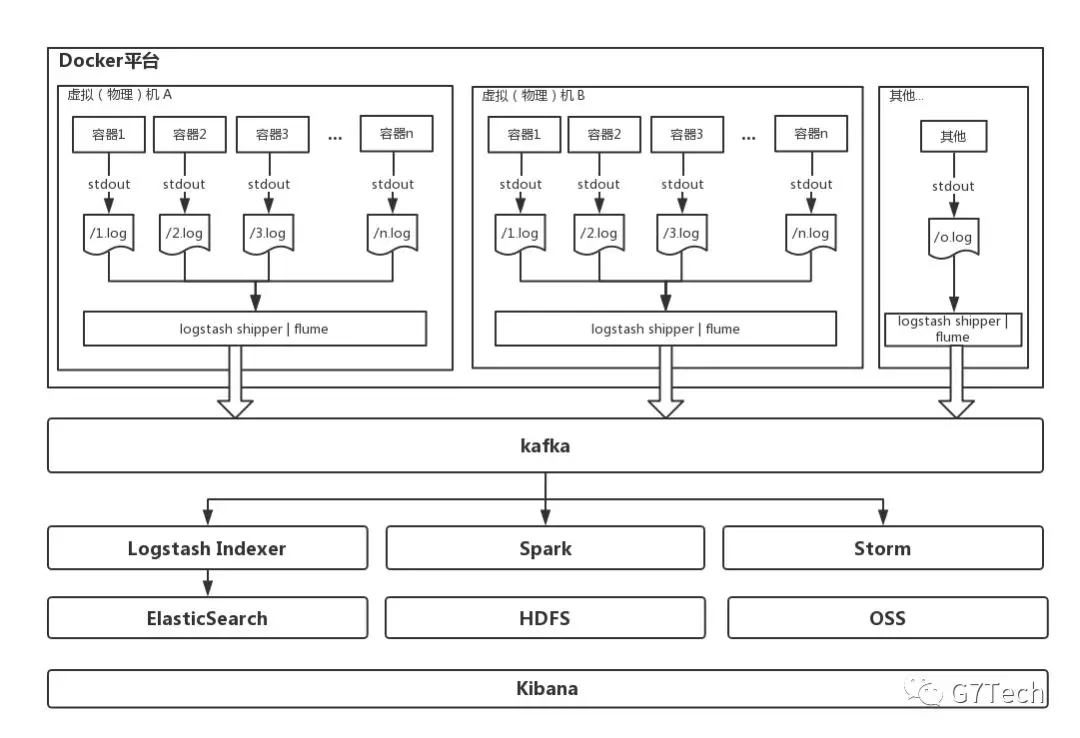 Docker平台
虚拟（物理）机 A
容器1
容器2
容器3
...
容器n
stdout
stdout
stdout
stdout
/1.log
/2.log
/3.log
/n.log
logstash shipper | flume
虚拟（物理）机 B
容器1
容器2
容器3
...
容器n
stdout
stdout
stdout
stdout
/1.log
/2.log
/3.log
/n.log
logstash shipper | flume
其他...
其他
stdout
/o.log
logstash shipper |
flume
kafka
Logstash Indexer
Spark
Storm
ElasticSearch
HDFS
OSS
Kibana
G7Tech